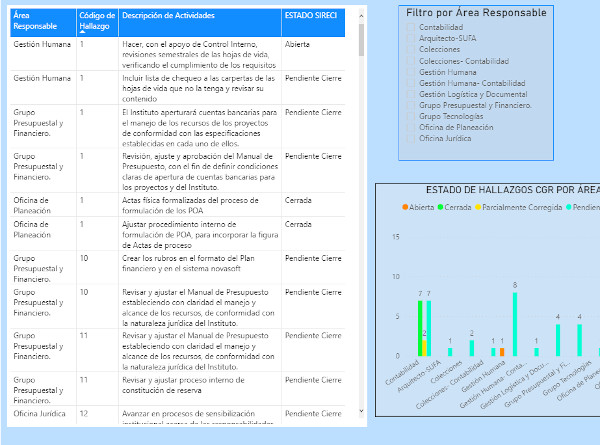 Área Responsable
Código de Hallazgo
Descripción de Actividades
ESTADO SIRECI
Gestión Humana
1
Hacer, con el apoyo de Control Interno,
revisiones semestrales de las hojas de vida,
verificando el cumplimiento de los requisitos
Abierta
Gestión Humana
1
Incluir lista de chequeo a las carpertas de las
hojas de vida que no la tenga y revisar su
contenido
Pendiente Cierre
Grupo
Presupuestal y
Financiero.
1
El Instituto aperturará cuentas bancarias para
el manejo de los recursos de los proyectos
de conformidad con las especificaciones
establecidas en cada uno de ellos.
Pendiente Cierre
Grupo
Presupuestal y
Financiero.
1
Revisión, ajuste y aprobación del Manual de
Presupuesto, con el fin de definir condiciones
claras de apertura de cuentas bancarias para
los proyectos y del Instituto.
Pendiente Cierre
Oficina de
Planeación
1
Actas física formalizadas del proceso de
formulación de los POA
Cerrada
Oficina de
Planeación
1
Ajustar procedimiento interno de
formulación de POA, para incorporar la figura
de Actas de proceso
Cerrada
Grupo
Presupuestal y
Financiero.
10
Crear los rubros en el formato del Plan
financiero y en el sistema novasoft
Pendiente Cierre
Grupo
Presupuestal y
Financiero.
10
Revisar y ajustar el Manual de Presupuesto
estableciendo con claridad el manejo y
alcance de los recursos, de conformidad con
la naturaleza jurídica del Instituto.
Pendiente Cierre
Grupo
Presupuestal y
Financiero.
11
Revisar y ajustar el Manual de Presupuesto
estableciendo con claridad el manejo y
alcance de los recursos, de conformidad con
la naturaleza jurídica del Instituto.
Pendiente Cierre
Grupo
Presupuestal y
Financiero.
11
Revisar y ajustar proceso interno de
constitución de reserva
Pendiente Cierre
Oficina Jurídica
12
Avanzar en procesos de sensibilización
institucional acerca de las responsabilidades
Pendiente Cierre
Filtro por Área Responsable
Contabilidad
Arquitecto-SUFA
Colecciones
Colecciones- Contabilidad
Gestión Humana
Gestión Humana- Contabilidad
Gestión Logística y Documental
Grupo Presupuestal y Financiero.
Grupo Tecnologías
Oficina de Planeación
Oficina Jurídica
ESTADO DE HALLAZGOS CGR POR ÁREA
Abierta Cerrada Parcialmente Corregida Pendien
15
10
5
0
7 2 7 1 2 1 1 8 1 4 4
Contabilidad
Arquitecto-SUFA
Colecciones
Colecciones- Contabilidad
Gestión Humana
Gestión Humana- Conta...
Gestión Logística y Docu...
Grupo Presupuestal y Fi...
Grupo Tecnologías
Oficina de Planea